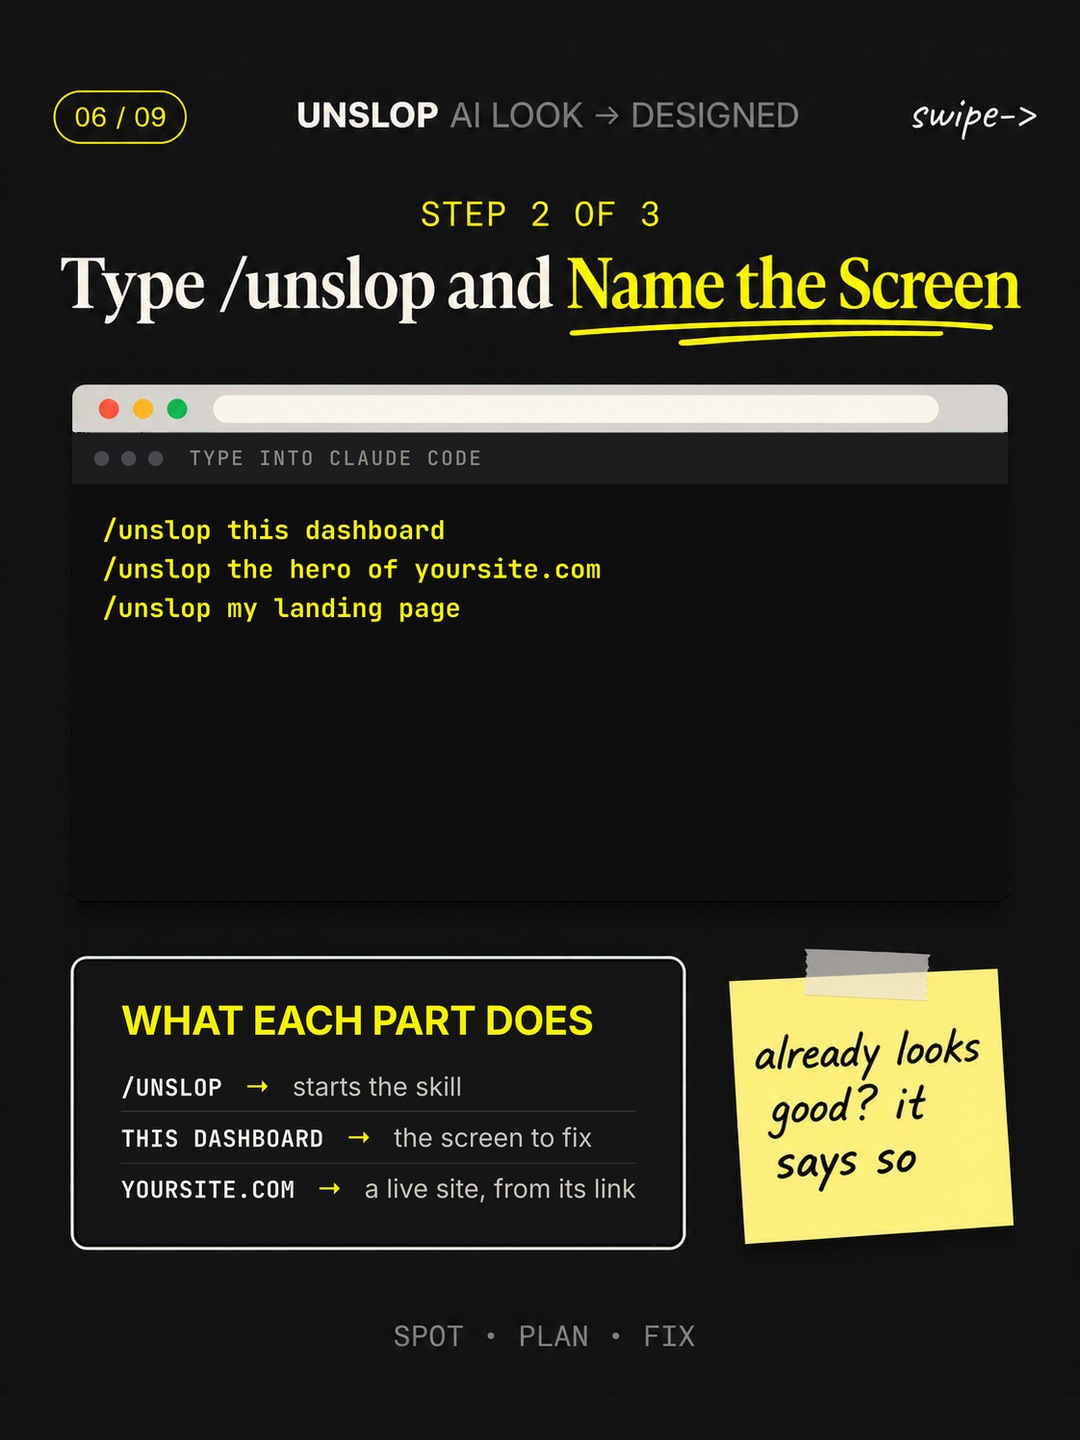 06 / 09
UNSLOP AI LOOK → DESIGNED
swipe->
STEP 2 OF 3
Type /unslop and Name the Screen
TYPE INTO CLAUDE CODE
/unslop this dashboard
/unslop the hero of yoursite.com
/unslop my landing page
WHAT EACH PART DOES
/UNSLOP → starts the skill
THIS DASHBOARD → the screen to fix
YOURSITE.COM → a live site, from its link
already looks
good? it
says so
SPOT • PLAN • FIX